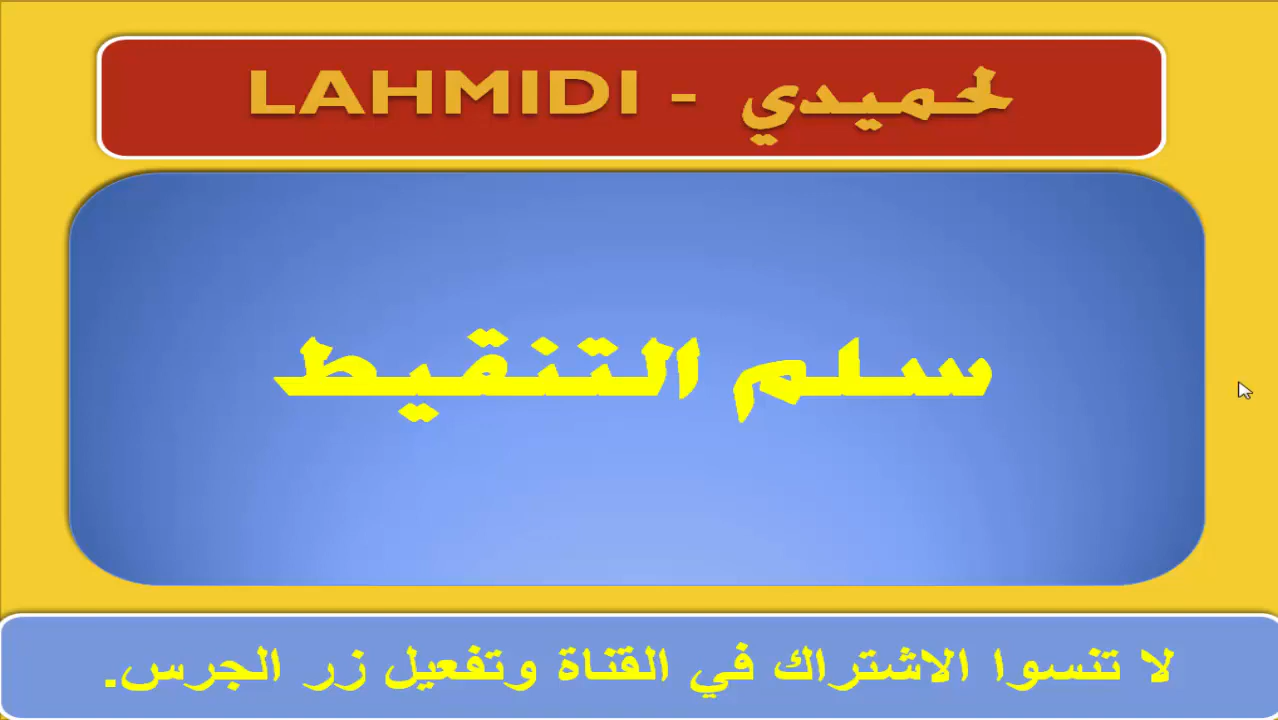 لحميدي - LAHMIDI
سلم التنقيط
لا تنسوا الاشتراك في القناة وتفعيل زر الجرس.